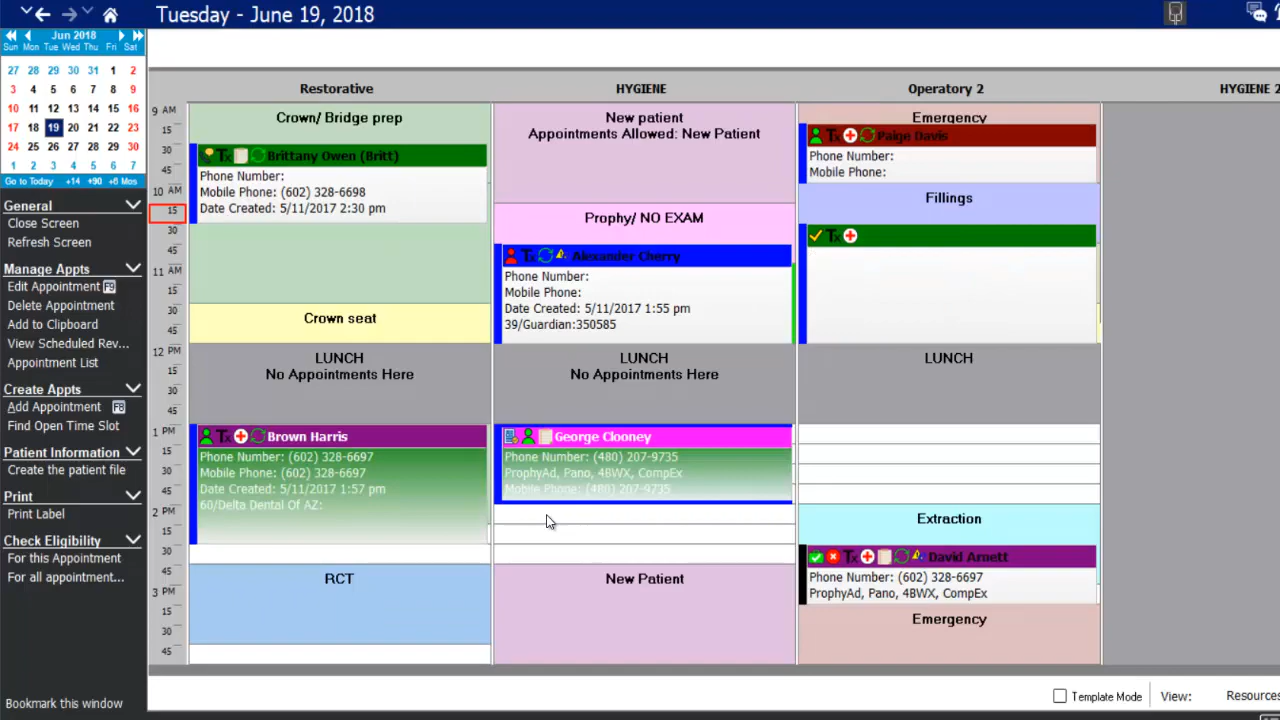 Tuesday - June 19, 2018
Jun 2018
Sun Mon Tue Wed Thu Fri Sat
27 28 29 30 31 1 2
3 4 5 6 7 8 9
10 11 12 13 14 15 16
17 18 19 20 21 22 23
24 25 26 27 28 29 30
1 2 3 4 5 6 7
Go to Today +14 +90 +6 Mos
General
Close Screen
Refresh Screen
Manage Appts
Edit Appointment F9
Delete Appointment
Add to Clipboard
View Scheduled Rev...
Appointment List
Create Appts
Add Appointment F8
Find Open Time Slot
Patient Information
Create the patient file
Print
Print Label
Check Eligibility
For this Appointment
For all appointment...
Bookmark this window
Restorative
HYGIENE
Operatory 2
HYGIENE 2
9 AM
15
30
45
10 AM
15
30
45
11 AM
15
30
45
12 PM
15
30
45
1 PM
15
30
45
2 PM
15
30
45
3 PM
15
30
45
Crown/ Bridge prep
Tx Brittany Owen (Britt)
Phone Number:
Mobile Phone: (602) 328-6698
Date Created: 5/11/2017 2:30 pm
Crown seat
LUNCH
No Appointments Here
Tx Brown Harris
Phone Number: (602) 328-6697
Mobile Phone: (602) 328-6697
Date Created: 5/11/2017 1:57 pm
60/Delta Dental Of AZ:
RCT
New patient
Appointments Allowed: New Patient
Prophy/ NO EXAM
Tx Alexander Cherry
Phone Number:
Mobile Phone:
Date Created: 5/11/2017 1:55 pm
39/Guardian:350585
LUNCH
No Appointments Here
George Clooney
Phone Number: (480) 207-9735
ProphyAd, Pano, 4BWX, CompEx
Mobile Phone: (480) 207-9735
New Patient
Emergency
Tx Paige Davis
Phone Number:
Mobile Phone:
Fillings
Tx
LUNCH
Extraction
Tx David Arnett
Phone Number: (602) 328-6697
ProphyAd, Pano, 4BWX, CompEx
Emergency
Template Mode
View:
Resources